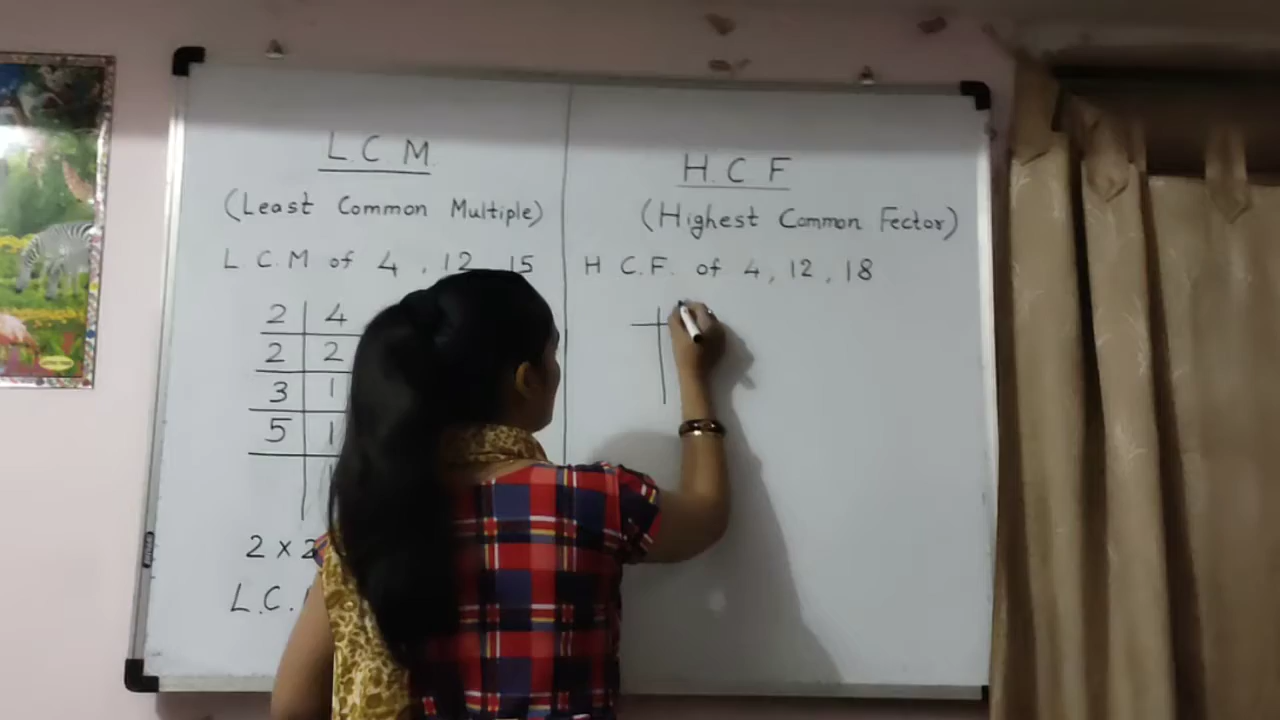 L.C.M.
(Least Common Multiple)
L.C.M of 4, 12, 15
2 4
2 2
3 1
5 1
1
2 × 2
L.C.
H.C.F
(Highest Common Fector)
H C.F. of 4, 12, 18